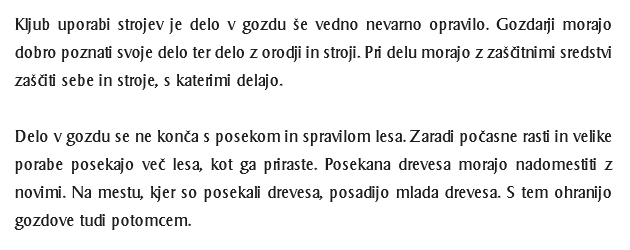 Kljub uporabi strojev je delo v gozdu še vedno nevarno opravilo. Gozdarji morajo
dobro poznati svoje delo ter delo z orodji in stroji. Pri delu morajo z zaščitnimi sredstvi
zaščiti sebe in stroje, s katerimi delajo.
Delo v gozdu se ne konča s posekom in spravilom lesa. Zaradi počasne rasti in velike
porabe posekajo več lesa, kot ga priraste. Posekana drevesa morajo nadomestiti z
novimi. Na mestu, kjer so posekali drevesa, posadijo mlada drevesa. S tem ohranijo
gozdove tudi potomcem.